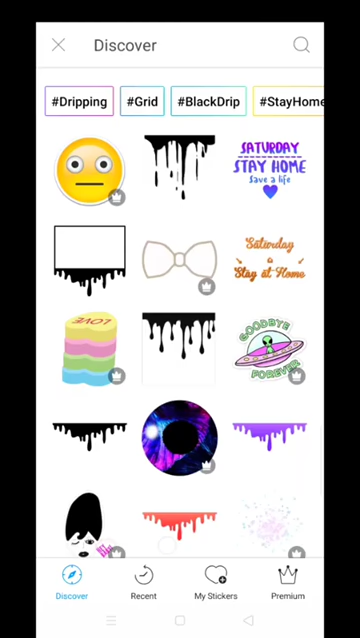 Discover
#Dripping
#Grid
#BlackDrip
#StayHome
SATURDAY
STAY HOME
Save a life
Saturday
Stay at Home
LOVE
GOODBYE
FOREVER
Discover
Recent
My Stickers
Premium